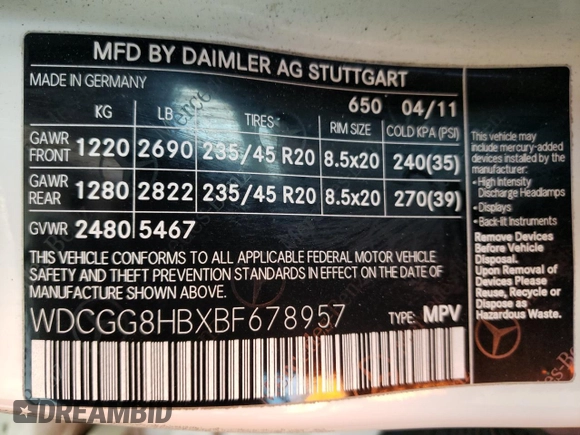 MFD BY DAIMLER AG STUTTGART
MADE IN GERMANY
650 04/11
KG LB TIRES RIM SIZE COLD KPA (PSI)
GAWR FRONT 1220 2690 235/45 R20 8.5x20 240(35)
GAWR REAR 1280 2822 235/45 R20 8.5x20 270(39)
GVWR 2480 5467
THIS VEHICLE CONFORMS TO ALL APPLICABLE FEDERAL MOTOR VEHICLE
SAFETY AND THEFT PREVENTION STANDARDS IN EFFECT ON THE DATE
OF MANUFACTURE SHOWN ABOVE.
WDCGG8HBXBF678957 TYPE: MPV
This vehicle may
include mercury-added
devices installed by the
manufacturer:
• High Intensity
Discharge Headlamps
• Displays
• Back-lit Instruments
Remove Devices
Before Vehicle
Disposal.
Upon Removal of
Devices Please
Reuse, Recycle or
Dispose as
Hazardous Waste.
DREAMBID